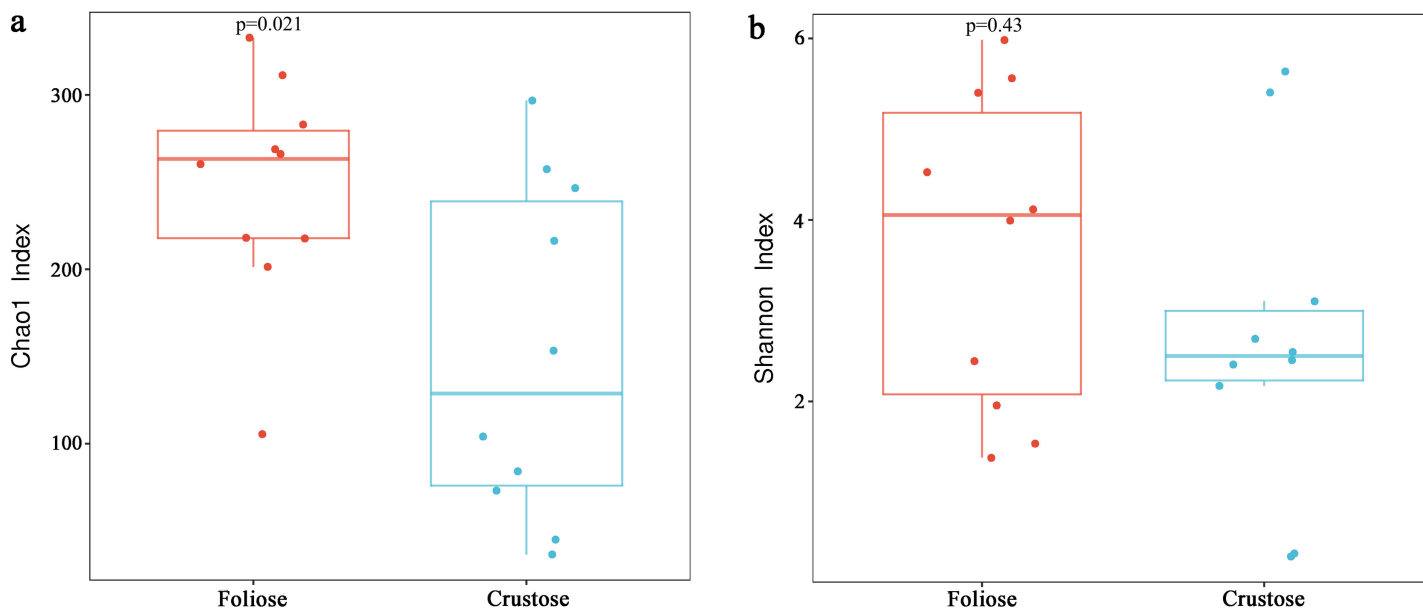 a
p=0.021
Chao1 Index
300
200
100
Foliose
Crustose
b
p=0.43
Shannon Index
6
4
2
Foliose
Crustose